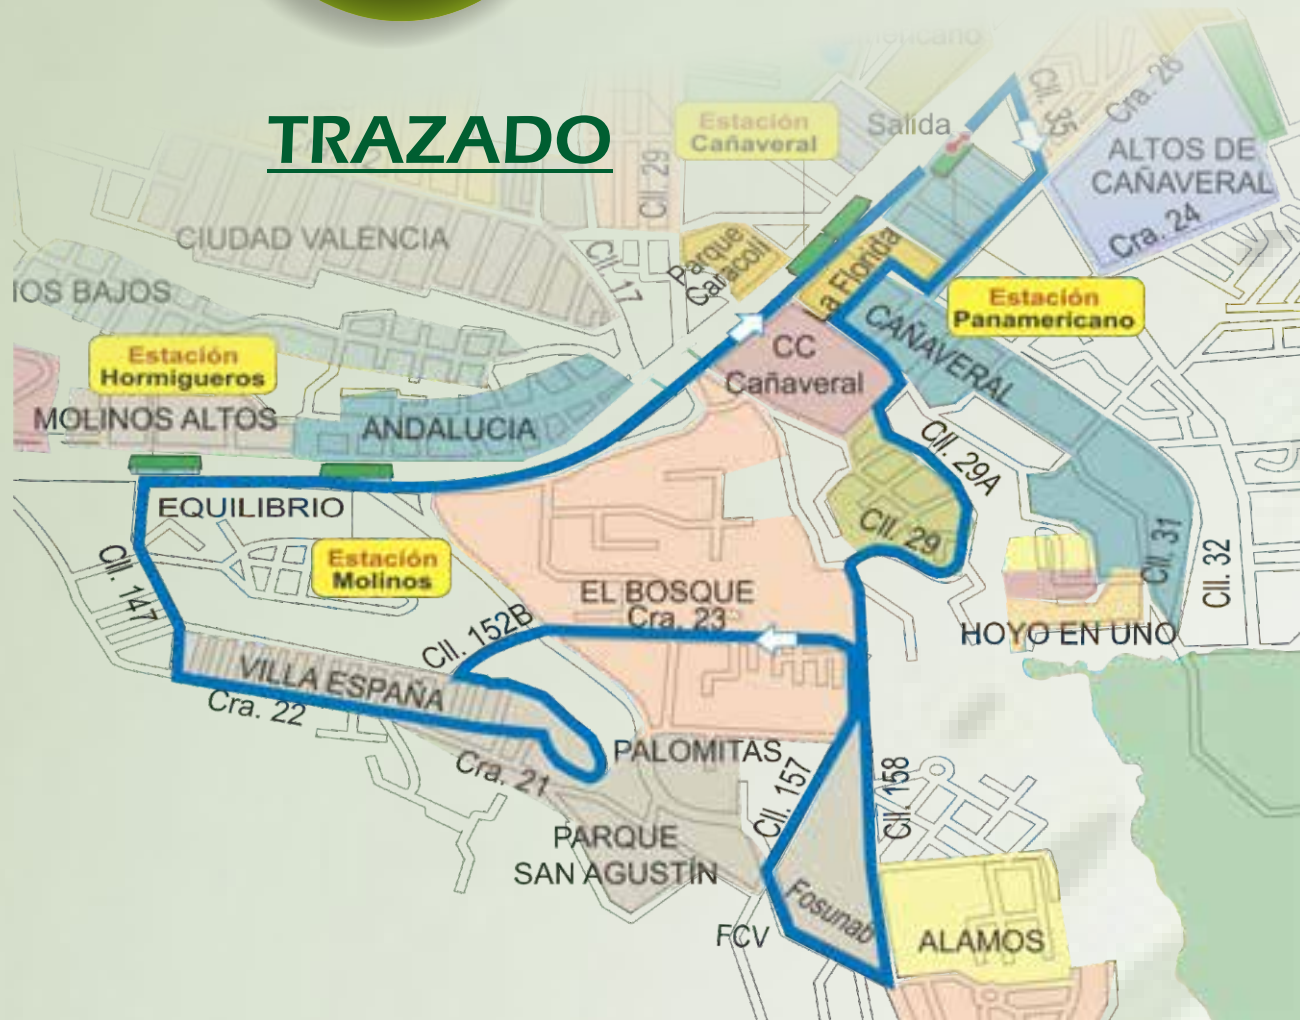 TRAZADO
Estación
Cañaveral
Salida
Cll. 35
Cra. 26
ALTOS DE
CAÑAVERAL
Cra. 24
Cll. 29
CIUDAD VALENCIA
Cll. 17
Parque
Caracolí
La Florida
IOS BAJOS
Estación
Panamericano
CAÑAVERAL
CC
Cañaveral
Estación
Hormigueros
MOLINOS ALTOS
ANDALUCIA
Cll. 29A
EQUILIBRIO
Cll. 29
Cll. 31
Cll. 32
Estación
Molinos
Cll. 147
EL BOSQUE
Cra. 23
Cll. 152B
HOYO EN UNO
VILLA ESPAÑA
Cra. 22
PALOMITAS
Cra. 21
Cll. 157
Cll. 158
PARQUE
SAN AGUSTÍN
Fosunab
FCV
ALAMOS